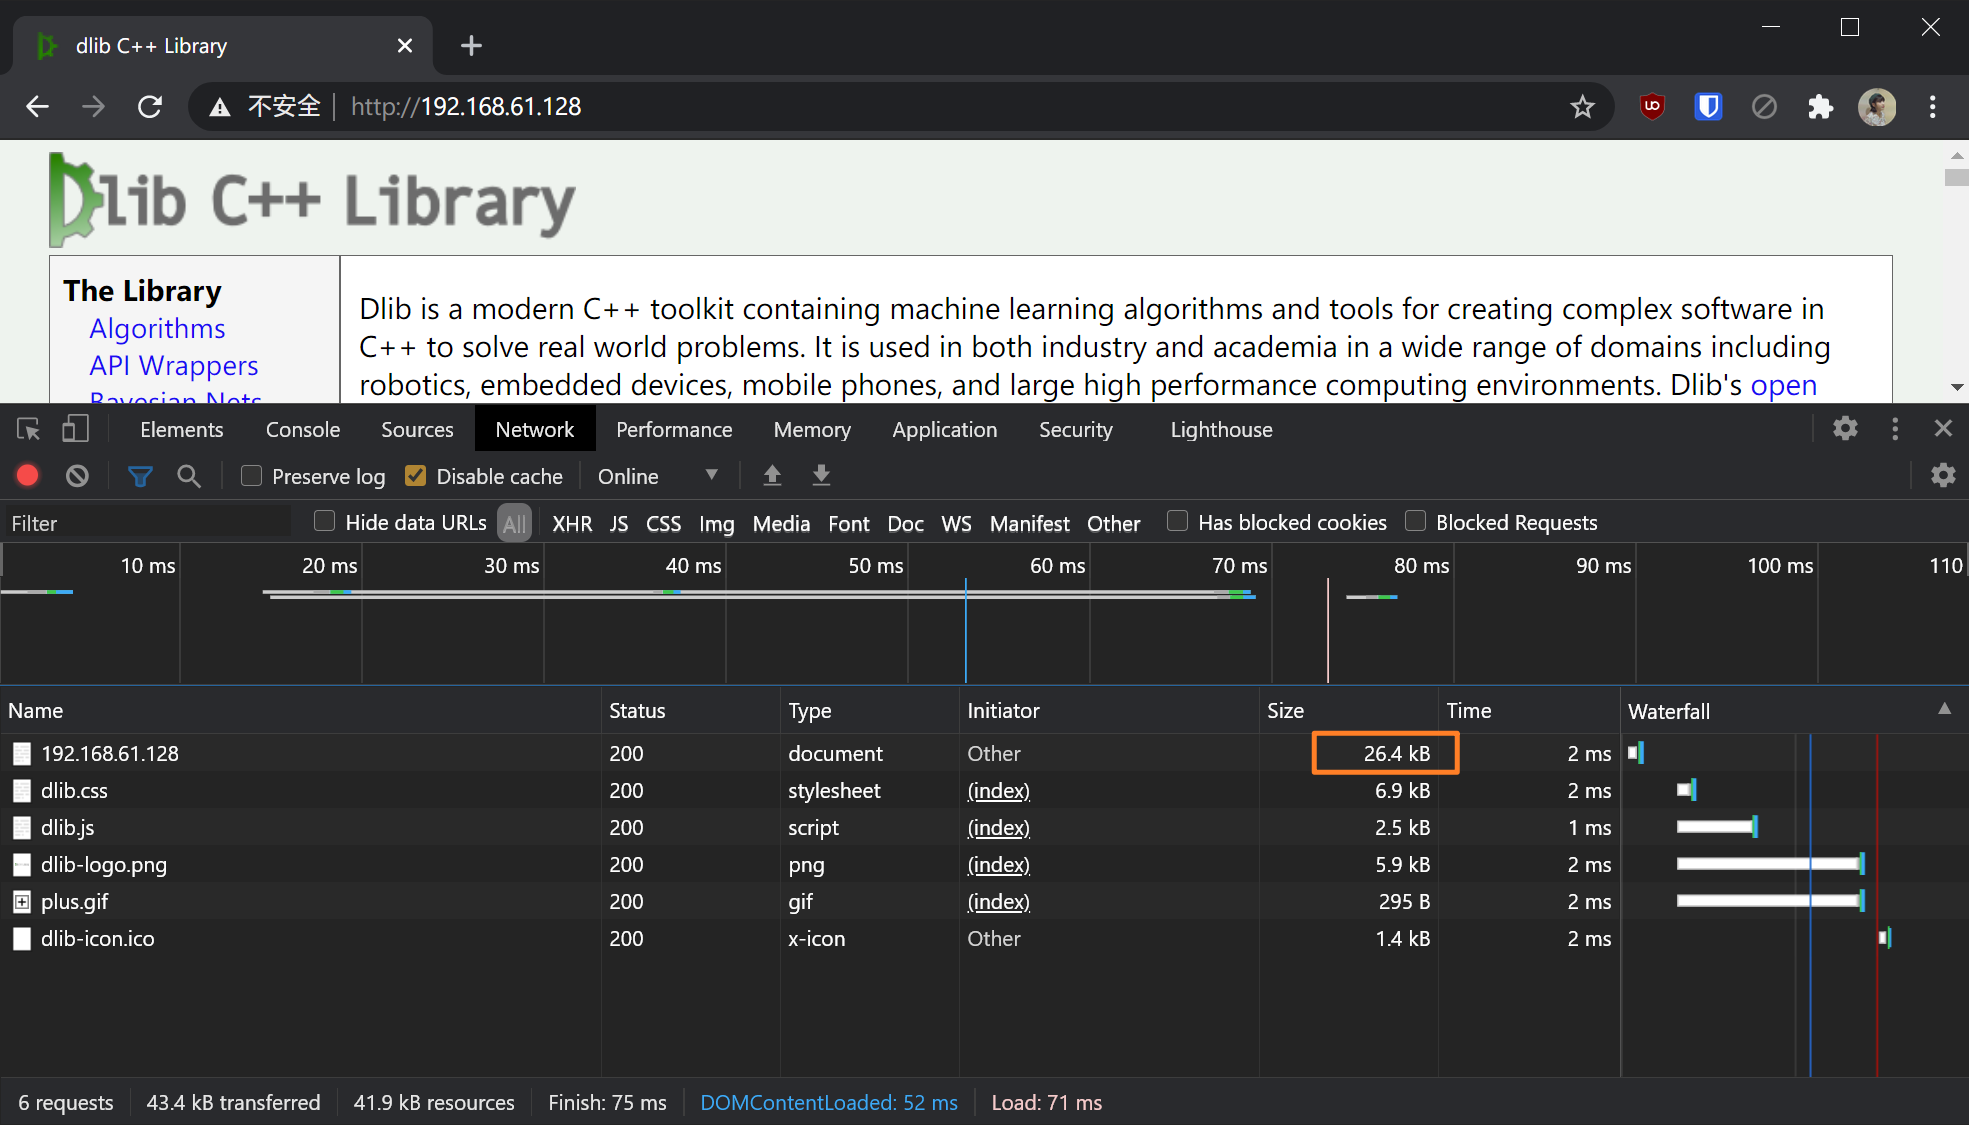 dlib C++ Library
不安全 http://192.168.61.128
Dlib C++ Library
The Library
Algorithms
API Wrappers
Bayesian Nets
Dlib is a modern C++ toolkit containing machine learning algorithms and tools for creating complex software in
C++ to solve real world problems. It is used in both industry and academia in a wide range of domains including
robotics, embedded devices, mobile phones, and large high performance computing environments. Dlib's open
Elements Console Sources Network Performance Memory Application Security Lighthouse
Preserve log Disable cache Online
Filter Hide data URLs All XHR JS CSS Img Media Font Doc WS Manifest Other Has blocked cookies Blocked Requests
10 ms 20 ms 30 ms 40 ms 50 ms 60 ms 70 ms 80 ms 90 ms 100 ms 110
Name Status Type Initiator Size Time Waterfall
192.168.61.128 200 document Other 26.4 kB 2 ms
dlib.css 200 stylesheet (index) 6.9 kB 2 ms
dlib.js 200 script (index) 2.5 kB 1 ms
dlib-logo.png 200 png (index) 5.9 kB 2 ms
plus.gif 200 gif (index) 295 B 2 ms
dlib-icon.ico 200 x-icon Other 1.4 kB 2 ms
6 requests 43.4 kB transferred 41.9 kB resources Finish: 75 ms DOMContentLoaded: 52 ms Load: 71 ms